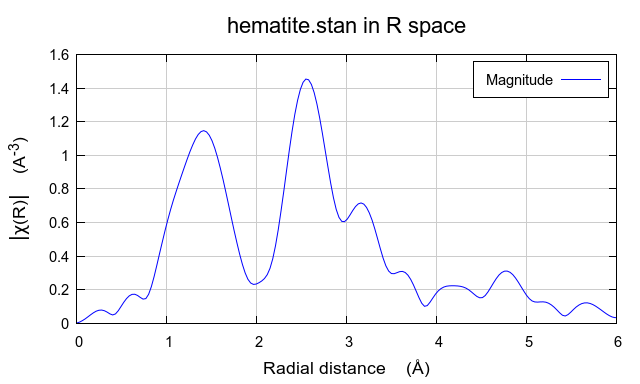 hematite.stan in R space
Magnitude
|χ(R)| (A-3)
1.6
1.4
1.2
1
0.8
0.6
0.4
0.2
0
0 1 2 3 4 5 6
Radial distance (Å)